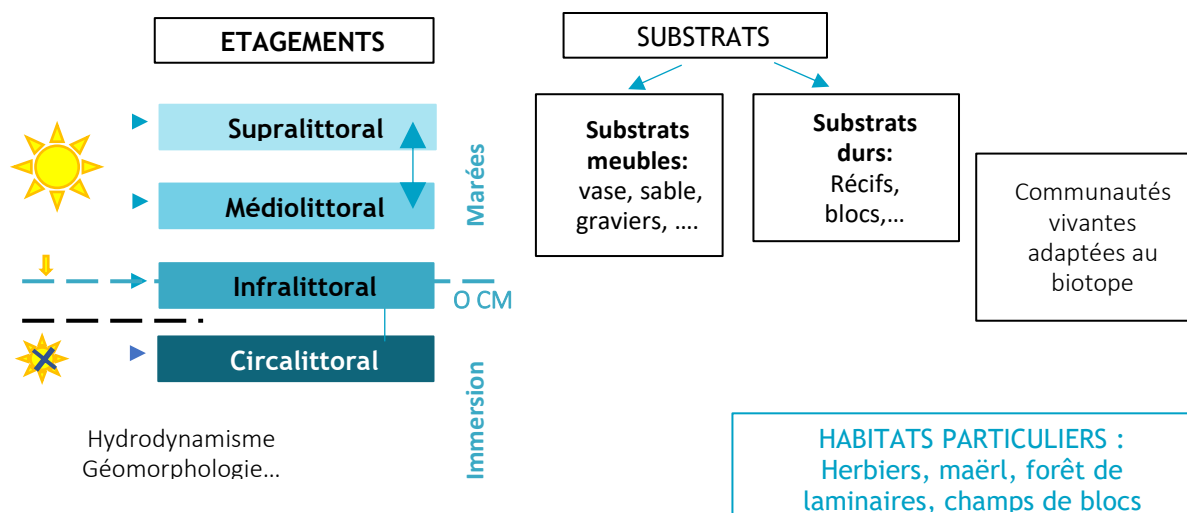 ETAGEMENTS
Supralittoral
Médiolittoral
Infralittoral
Circalittoral
Marées
O CM
Immersion
Hydrodynamisme
Géomorphologie…
SUBSTRATS
Substrats
meubles:
vase, sable,
graviers, ….
Substrats
durs:
Récifs,
blocs,…
Communautés
vivantes
adaptées au
biotope
HABITATS PARTICULIERS :
Herbiers, maërl, forêt de
laminaires, champs de blocs